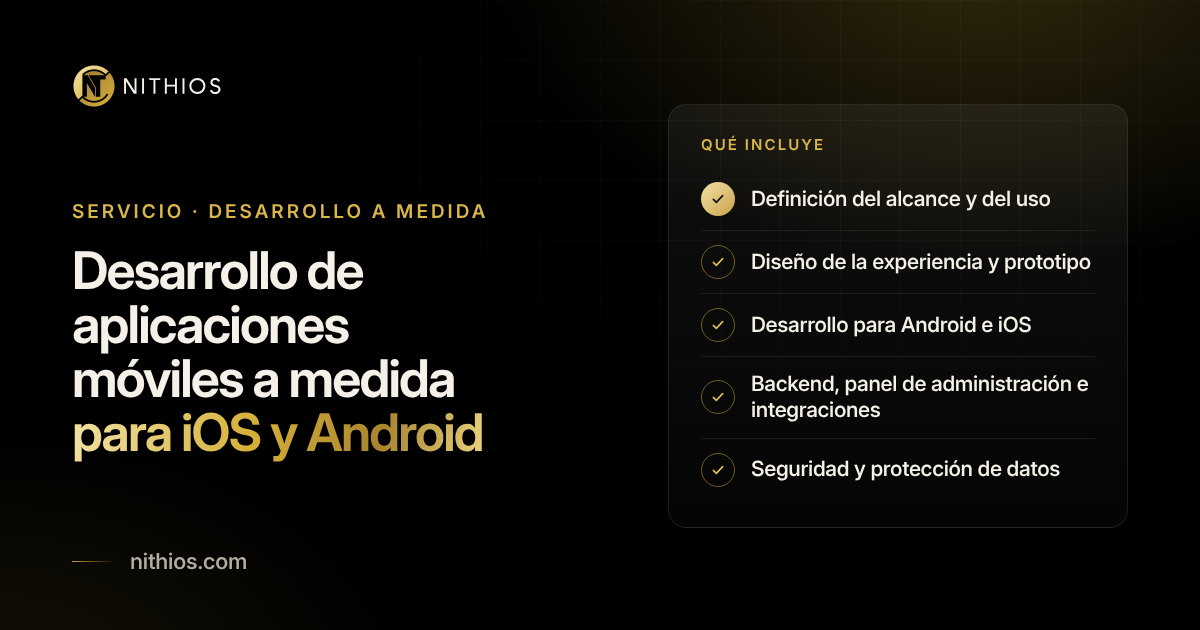 NITHIOS
SERVICIO · DESARROLLO A MEDIDA
Desarrollo de
aplicaciones
móviles a medida
para iOS y Android
nithios.com
QUÉ INCLUYE
Definición del alcance y del uso
Diseño de la experiencia y prototipo
Desarrollo para Android e iOS
Backend, panel de administración e
integraciones
Seguridad y protección de datos